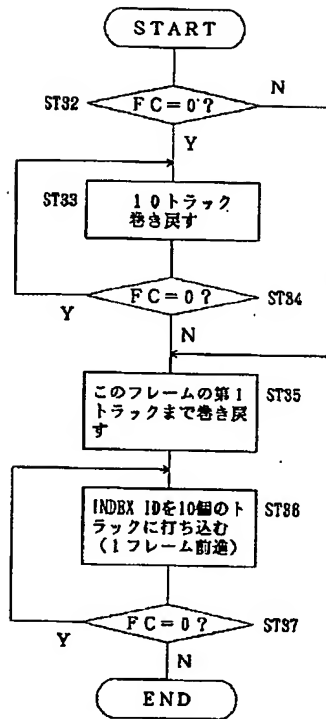 START
N
ST32
FC=0?
Y
ST33
10トラック
巻き戻す
FC=0?
ST34
Y
N
このフレームの第1
トラックまで巻き戻
す
ST35
INDEX IDを10個のト
ラックに打ち込む
(1フレーム前進)
ST36
FC=0?
ST37
Y
N
END